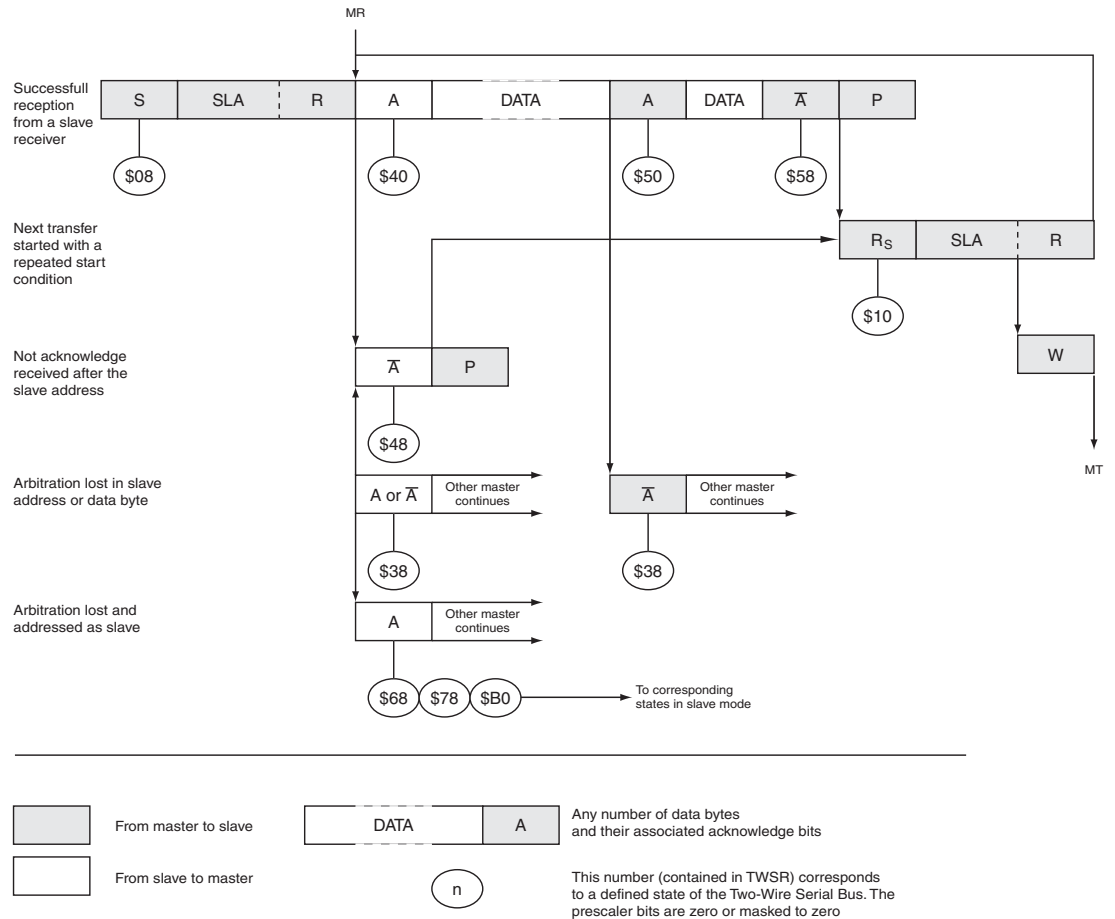 MR
Successfull
reception
from a slave
receiver
S SLA R A DATA A DATA A̅ P
$08 $40 $50 $58
Next transfer
started with a
repeated start
condition
RS SLA R
$10
Not acknowledge
received after the
slave address
A̅ P
W
$48
MT
Arbitration lost in slave
address or data byte
A or A̅ Other master
continues
A̅ Other master
continues
$38 $38
Arbitration lost and
addressed as slave
A Other master
continues
$68 $78 $B0 To corresponding
states in slave mode
From master to slave
DATA A
Any number of data bytes
and their associated acknowledge bits
From slave to master
n
This number (contained in TWSR) corresponds
to a defined state of the Two-Wire Serial Bus. The
prescaler bits are zero or masked to zero